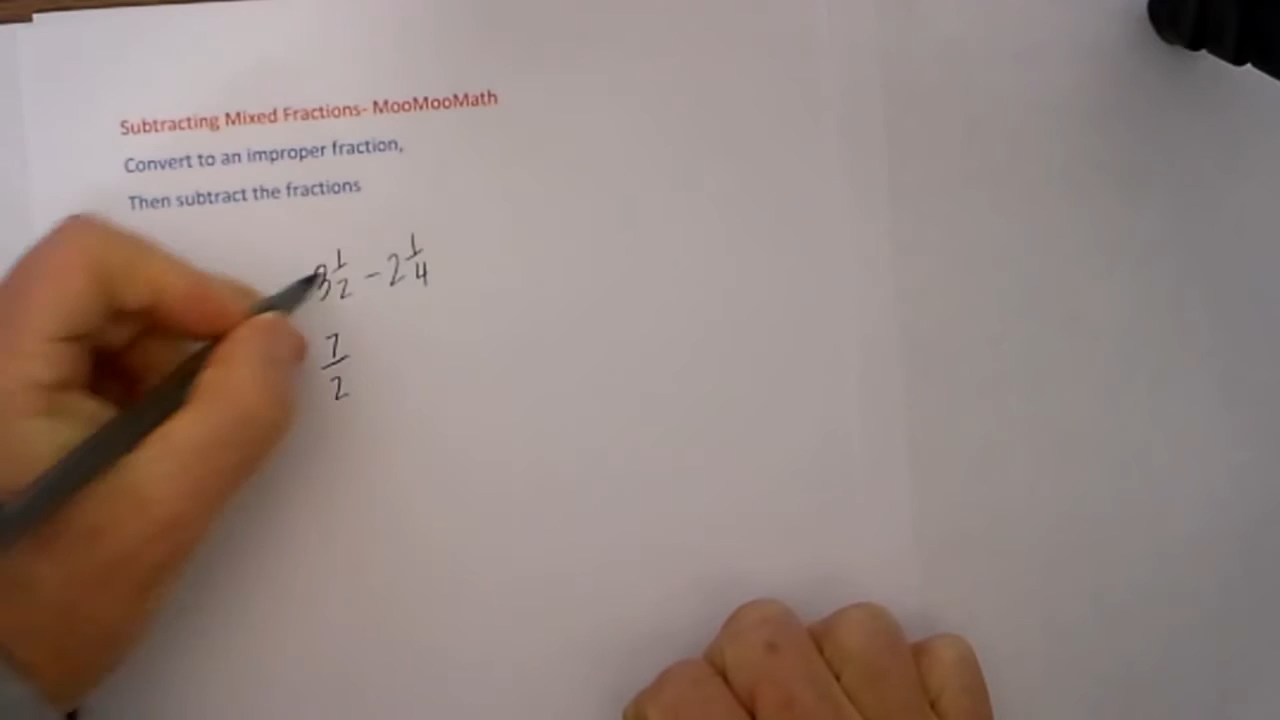 Subtracting Mixed Fractions- MooMooMath
Convert to an improper fraction,
Then subtract the fractions
3 1/2 - 2 1/4
7/2